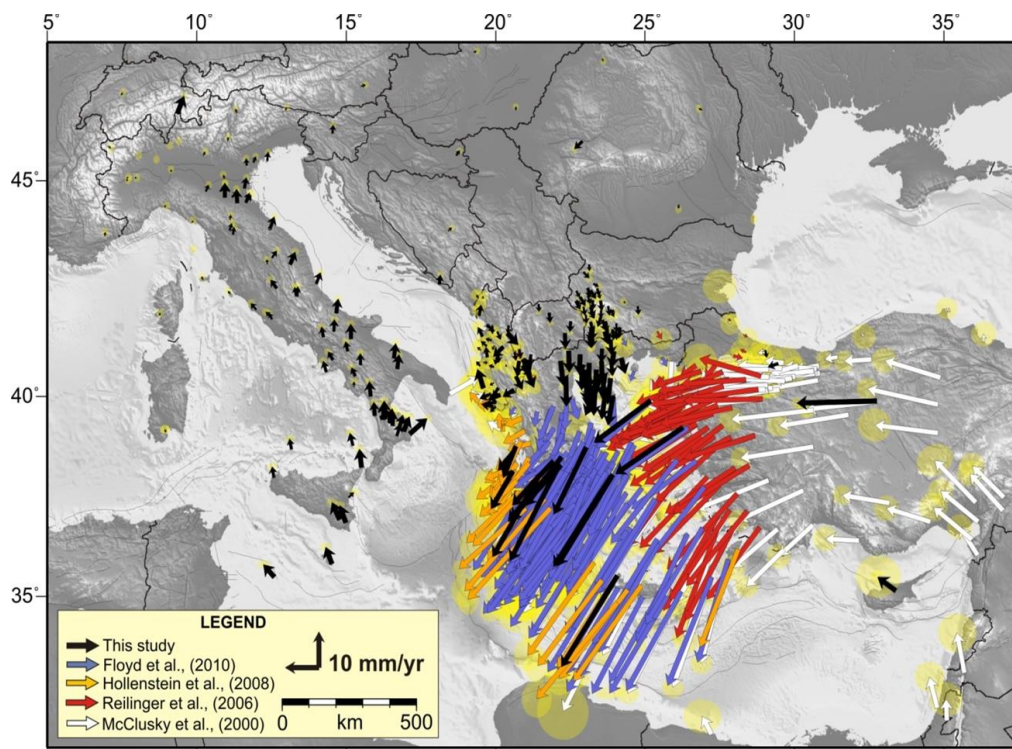 5° 10° 15° 20° 25° 30° 35°
45°
40°
35°
LEGEND
This study
Floyd et al., (2010)
Hollenstein et al., (2008)
Reilinger et al., (2006)
McClusky et al., (2000)
10 mm/yr
0 km 500